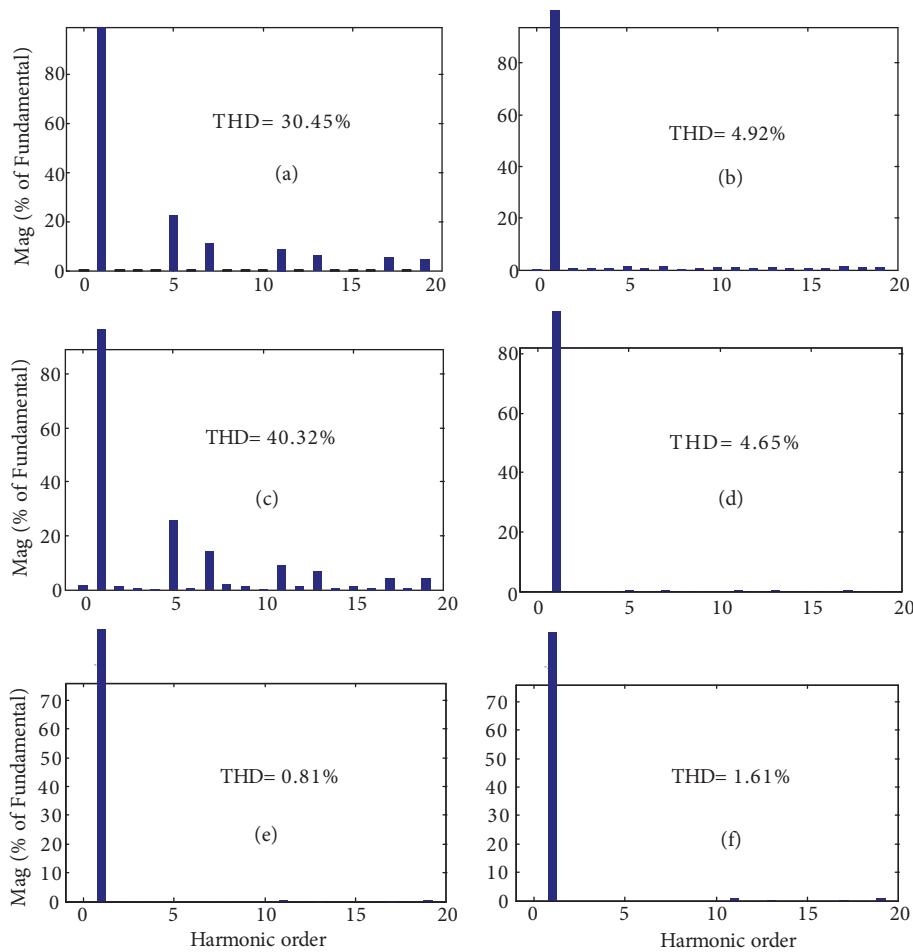 Mag (% of Fundamental)
80
60
40
20
0
THD= 30.45%
(a)
0 5 10 15 20
80
60
40
20
0
THD= 4.92%
(b)
0 5 10 15 20
Mag (% of Fundamental)
80
60
40
20
0
THD= 40.32%
(c)
0 5 10 15 20
80
60
40
20
0
THD= 4.65%
(d)
0 5 10 15 20
Mag (% of Fundamental)
70
60
50
40
30
20
10
0
THD= 0.81%
(e)
0 5 10 15 20
Harmonic order
70
60
50
40
30
20
10
0
THD= 1.61%
(f)
0 5 10 15 20
Harmonic order